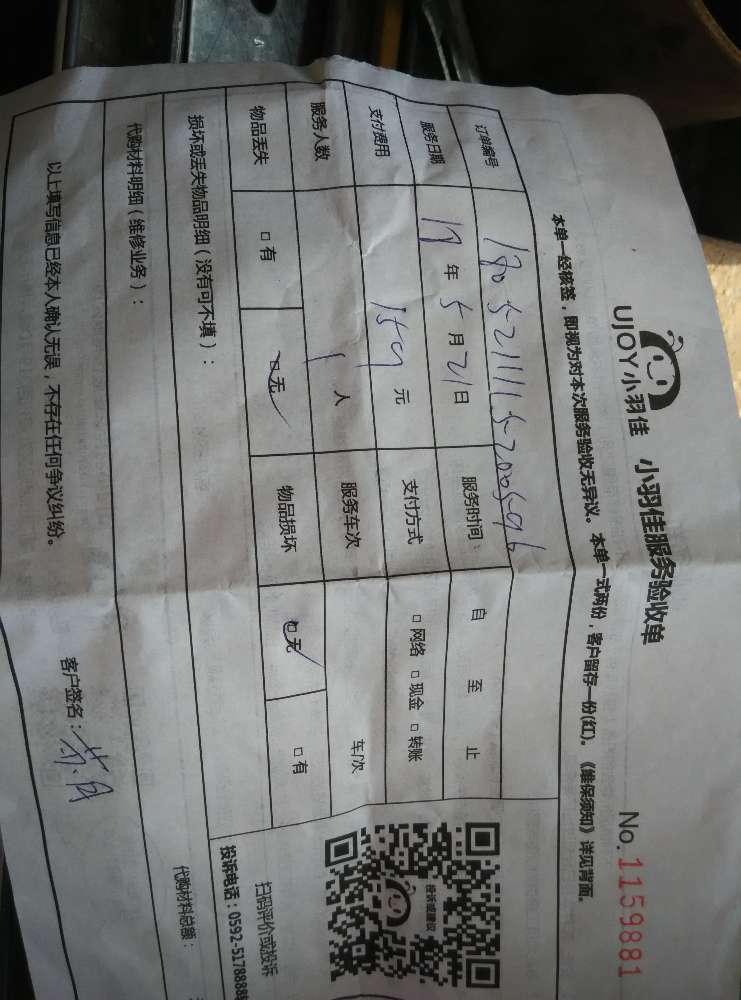 UJOY小羽佳 小羽佳服务验收单 No.1159881
本单一经核签，即视为对本次服务验收无异议。本单一式两份，客户留存一份(红)。《维保须知》详见背面。
订单编号
服务日期 年 5 月 21 日 服务时间： 自 至 止
支付费用 159 元 支付方式 □ 网络 □ 现金 □ 转账
服务人数 1 人 服务车次 车次
物品丢失 □ 有 □ 无 物品损坏 □ 无 □ 有
损坏或丢失物品明细（没有可不填）：
代购材料明细（维修业务）：
代购材料总额：
以上填写信息已经本人确认无误，不存在任何争议纠纷。
客户签名：
投诉或建议
扫码评价或投诉
投诉电话：0592-5178888